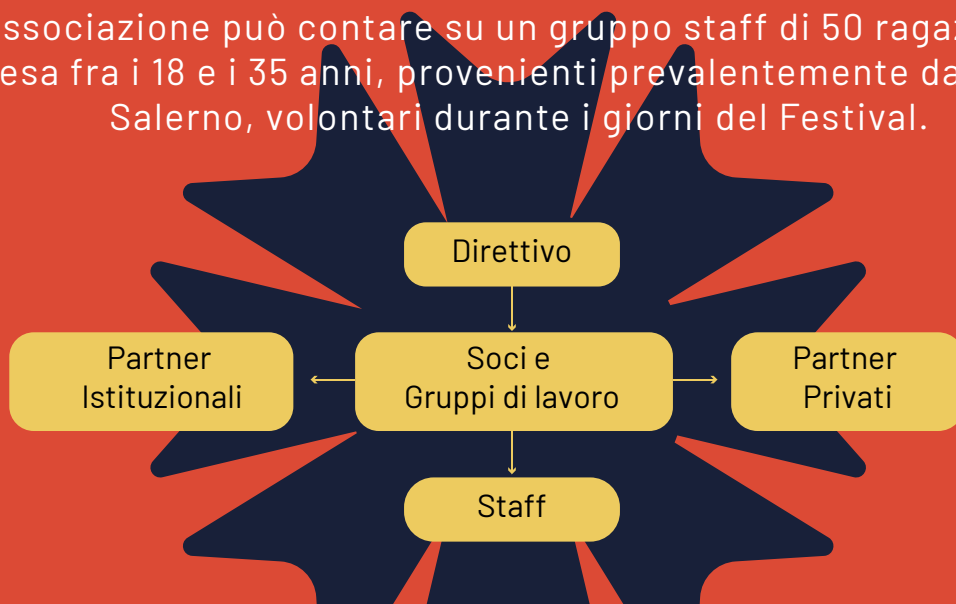 ssociazione può contare su un gruppo staff di 50 ragaz
esa fra i 18 e i 35 anni, provenienti prevalentemente da
Salerno, volontari durante i giorni del Festival.
Direttivo
Partner
Istituzionali
Soci e
Gruppi di lavoro
Partner
Privati
Staff